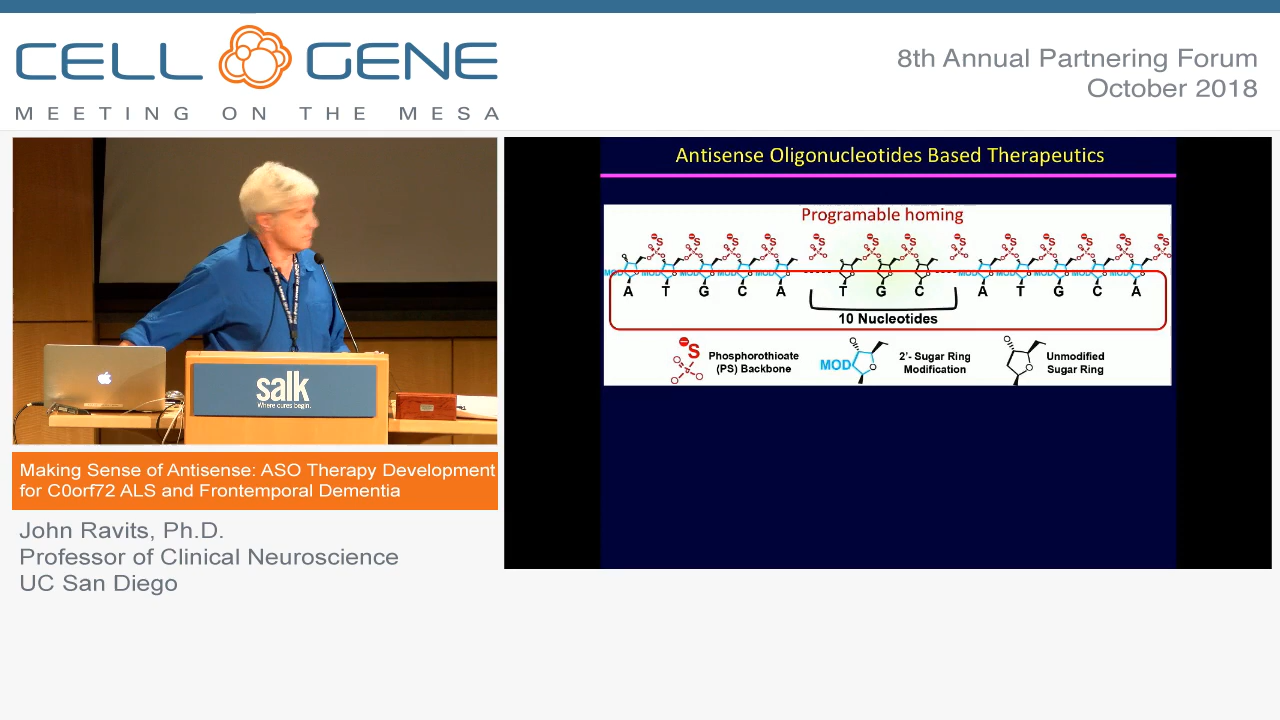 CELL GENE
MEETING ON THE MESA
8th Annual Partnering Forum
October 2018
salk
Where cures begin.
Making Sense of Antisense: ASO Therapy Development
for C0orf72 ALS and Frontemporal Dementia
John Ravits, Ph.D.
Professor of Clinical Neuroscience
UC San Diego
Antisense Oligonucleotides Based Therapeutics
Programable homing
A T G C A T G C A T G C A
10 Nucleotides
Phosphorothioate
(PS) Backbone
MOD
2'- Sugar Ring
Modification
Unmodified
Sugar Ring